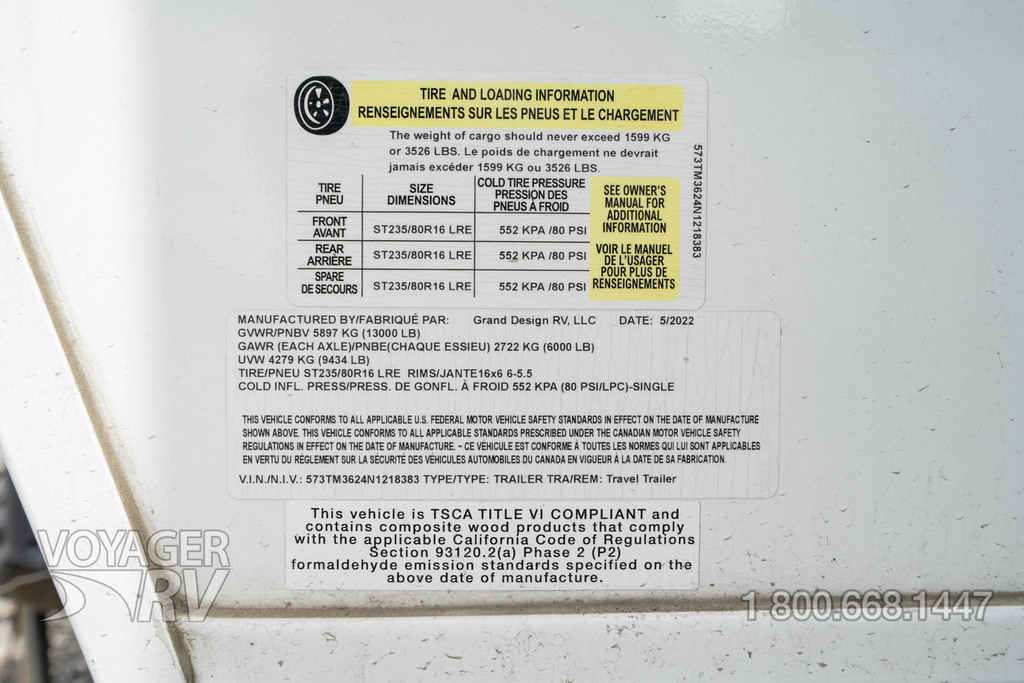 TIRE AND LOADING INFORMATION
RENSEIGNEMENTS SUR LES PNEUS ET LE CHARGEMENT
The weight of cargo should never exceed 1599 KG
or 3526 LBS. Le poids de chargement ne devrait
jamais excéder 1599 KG ou 3526 LBS.
573TM3624N1218383
TIRE
PNEU
SIZE
DIMENSIONS
COLD TIRE PRESSURE
PRESSION DES
PNEUS À FROID
FRONT
AVANT
ST235/80R16 LRE
552 KPA /80 PSI
REAR
ARRIÈRE
ST235/80R16 LRE
552 KPA /80 PSI
SPARE
DE SECOURS
ST235/80R16 LRE
552 KPA /80 PSI
SEE OWNER'S
MANUAL FOR
ADDITIONAL
INFORMATION
VOIR LE MANUEL
DE L'USAGER
POUR PLUS DE
RENSEIGNEMENTS
MANUFACTURED BY/FABRIQUÉ PAR: Grand Design RV, LLC DATE: 5/2022
GVWR/PNBV 5897 KG (13000 LB)
GAWR (EACH AXLE)/PNBE(CHAQUE ESSIEU) 2722 KG (6000 LB)
UVW 4279 KG (9434 LB)
TIRE/PNEU ST235/80R16 LRE RIMS/JANTE16x6 6-5.5
COLD INFL. PRESS/PRESS. DE GONFL. À FROID 552 KPA (80 PSI/LPC)-SINGLE
THIS VEHICLE CONFORMS TO ALL APPLICABLE U.S. FEDERAL MOTOR VEHICLE SAFETY STANDARDS IN EFFECT ON THE DATE OF MANUFACTURE
SHOWN ABOVE. THIS VEHICLE CONFORMS TO ALL APPLICABLE STANDARDS PRESCRIBED UNDER THE CANADIAN MOTOR VEHICLE SAFETY
REGULATIONS IN EFFECT ON THE DATE OF MANUFACTURE. - CE VÉHICULE EST CONFORME À TOUTES LES NORMES QUI LUI SONT APPLICABLES
EN VERTU DU RÈGLEMENT SUR LA SÉCURITÉ DES VÉHICULES AUTOMOBILES DU CANADA EN VIGUEUR À LA DATE DE SA FABRICATION.
V.I.N./N.I.V.: 573TM3624N1218383 TYPE/TYPE: TRAILER TRA/REM: Travel Trailer
This vehicle is TSCA TITLE VI COMPLIANT and
contains composite wood products that comply
with the applicable California Code of Regulations
Section 93120.2(a) Phase 2 (P2)
formaldehyde emission standards specified on the
above date of manufacture.
VOYAGER
RV
1.800.668.1447